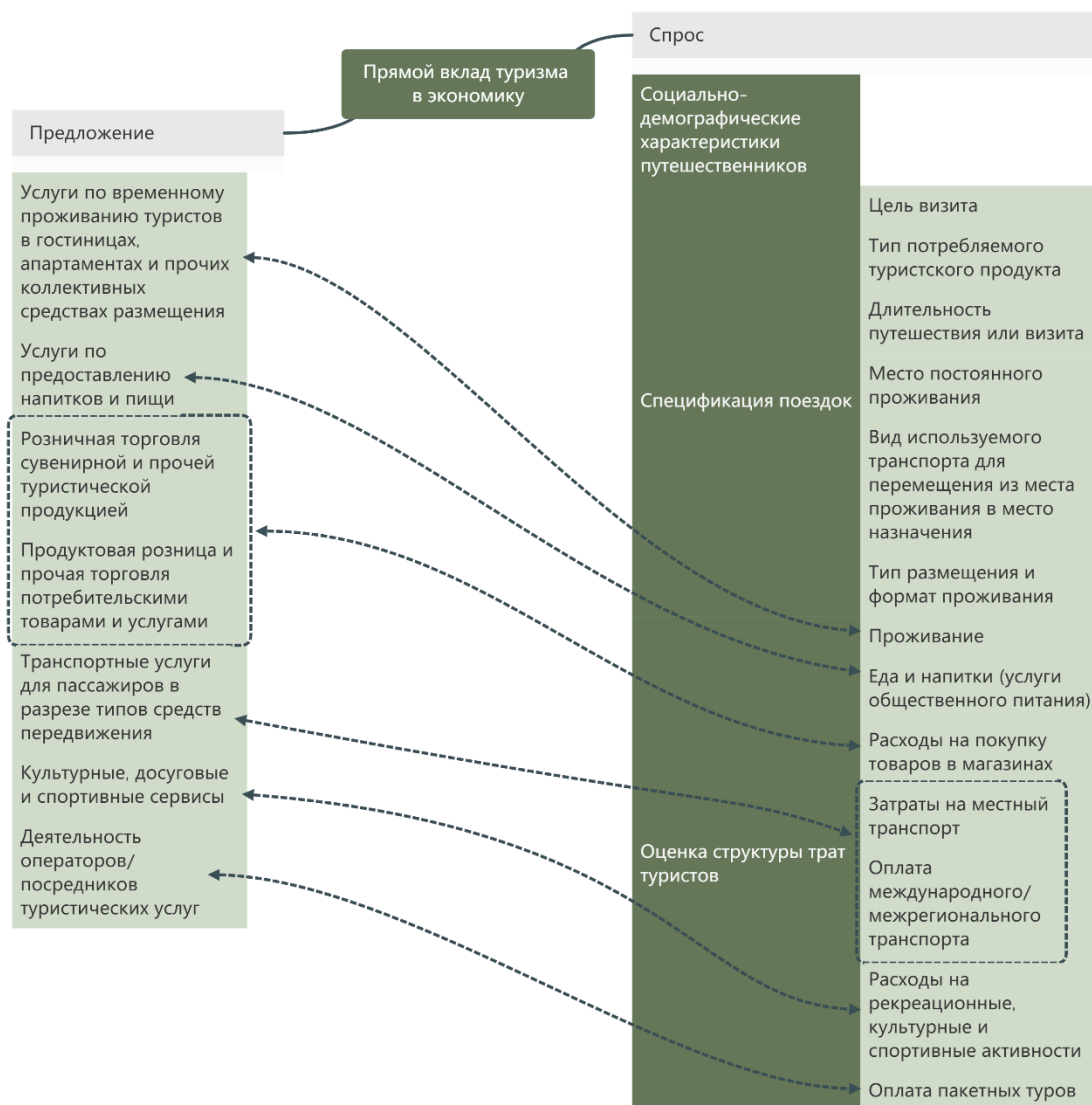 Прямой вклад туризма
в экономику
Предложение
Услуги по временному
проживанию туристов
в гостиницах,
апартаментах и прочих
коллективных
средствах размещения
Услуги по
предоставлению
напитков и пищи
Розничная торговля
сувенирной и прочей
туристической
продукцией
Продуктовая розница и
прочая торговля
потребительскими
товарами и услугами
Транспортные услуги
для пассажиров в
разрезе типов средств
передвижения
Культурные, досуговые
и спортивные сервисы
Деятельность
операторов/
посредников
туристических услуг
Спрос
Социально-
демографические
характеристики
путешественников
Спецификация поездок
Цель визита
Тип потребляемого
туристского продукта
Длительность
путешествия или визита
Место постоянного
проживания
Вид используемого
транспорта для
перемещения из места
проживания в место
назначения
Тип размещения и
формат проживания
Оценка структуры трат
туристов
Проживание
Еда и напитки (услуги
общественного питания)
Расходы на покупку
товаров в магазинах
Затраты на местный
транспорт
Оплата
международного/
межрегионального
транспорта
Расходы на
рекреационные,
культурные и
спортивные активности
Оплата пакетных туров